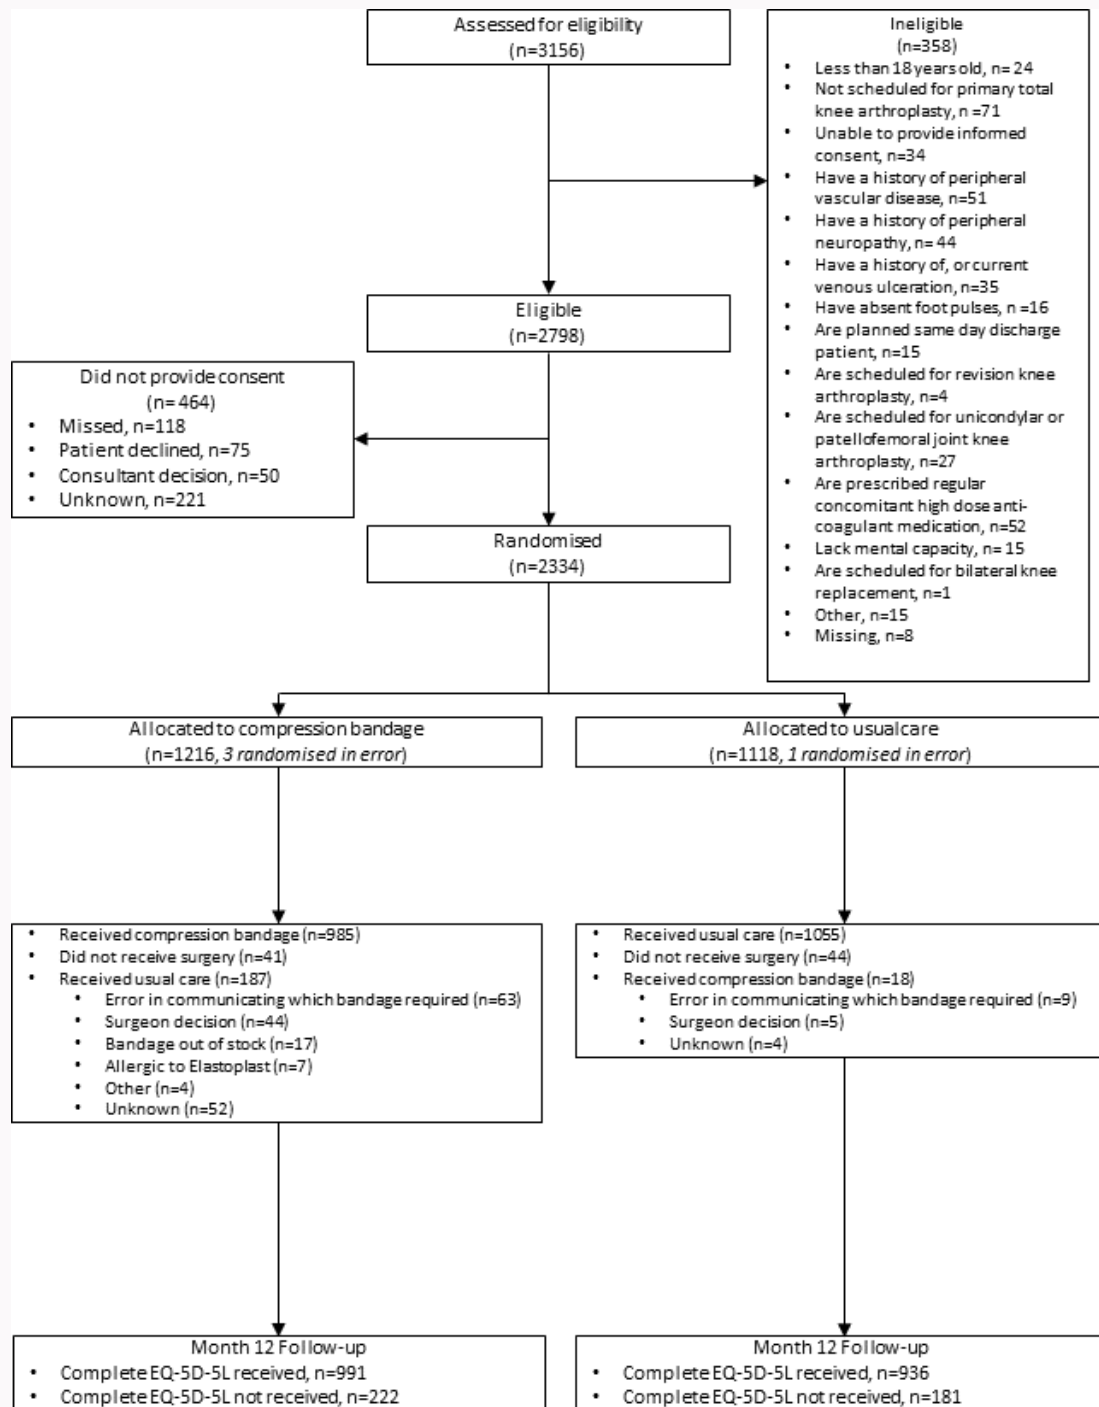 Assessed for eligibility
(n=3156)
Ineligible
(n=358)
• Less than 18 years old, n= 24
• Not scheduled for primary total
knee arthroplasty, n =71
• Unable to provide informed
consent, n=34
• Have a history of peripheral
vascular disease, n=51
• Have a history of peripheral
neuropathy, n= 44
• Have a history of, or current
venous ulceration, n=35
• Have absent foot pulses, n =16
• Are planned same day discharge
patient, n=15
• Are scheduled for revision knee
arthroplasty, n=4
• Are scheduled for unicondylar or
patellofemoral joint knee
arthroplasty, n=27
• Are prescribed regular
concomitant high dose anti-
coagulant medication, n=52
• Lack mental capacity, n= 15
• Are scheduled for bilateral knee
replacement, n=1
• Other, n=15
• Missing, n=8
Eligible
(n=2798)
Did not provide consent
(n= 464)
• Missed, n=118
• Patient declined, n=75
• Consultant decision, n=50
• Unknown, n=221
Randomised
(n=2334)
Allocated to compression bandage
(n=1216, 3 randomised in error)
Allocated to usual care
(n=1118, 1 randomised in error)
• Received compression bandage (n=985)
• Did not receive surgery (n=41)
• Received usual care (n=187)
• Error in communicating which bandage required (n=63)
• Surgeon decision (n=44)
• Bandage out of stock (n=17)
• Allergic to Elastoplast (n=7)
• Other (n=4)
• Unknown (n=52)
• Received usual care (n=1055)
• Did not receive surgery (n=44)
• Received compression bandage (n=18)
• Error in communicating which bandage required (n=9)
• Surgeon decision (n=5)
• Unknown (n=4)
Month 12 Follow-up
• Complete EQ-5D-5L received, n=991
• Complete EQ-5D-5L not received, n=222
Month 12 Follow-up
• Complete EQ-5D-5L received, n=936
• Complete EQ-5D-5L not received, n=181